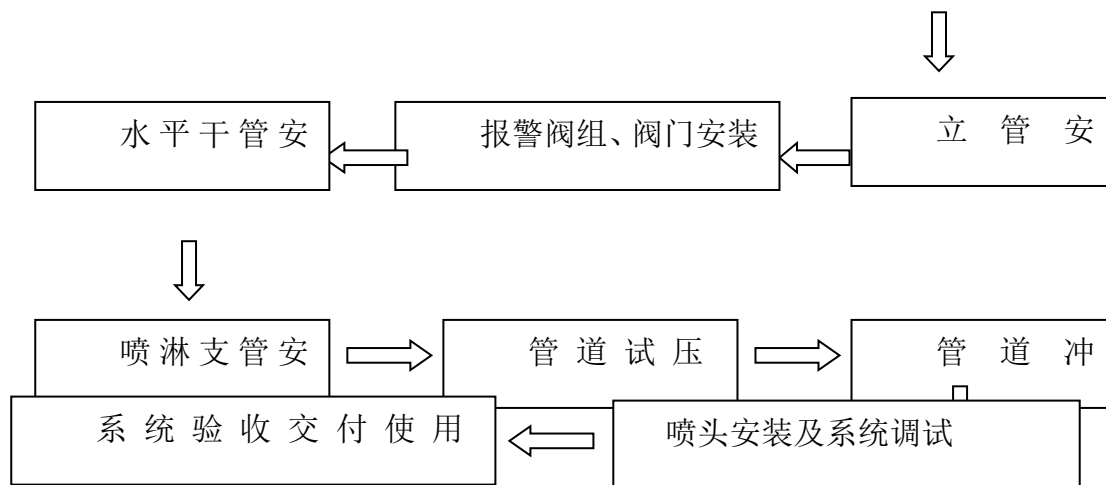 水平干管安
报警阀组、阀门安装
立管安
喷淋支管安
管道试压
管道冲
系统验收交付使用
喷头安装及系统调试